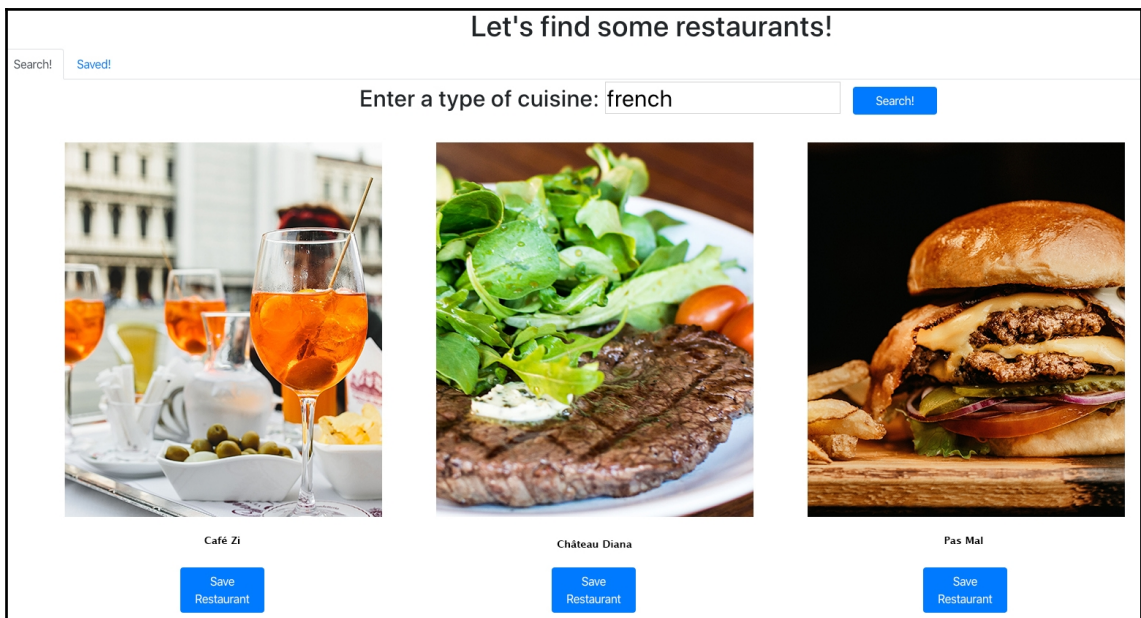 Let's find some restaurants!
Search! Saved!
Enter a type of cuisine: french Search!
Café Zi Château Diana Pas Mal
Save Save Save
Restaurant Restaurant Restaurant